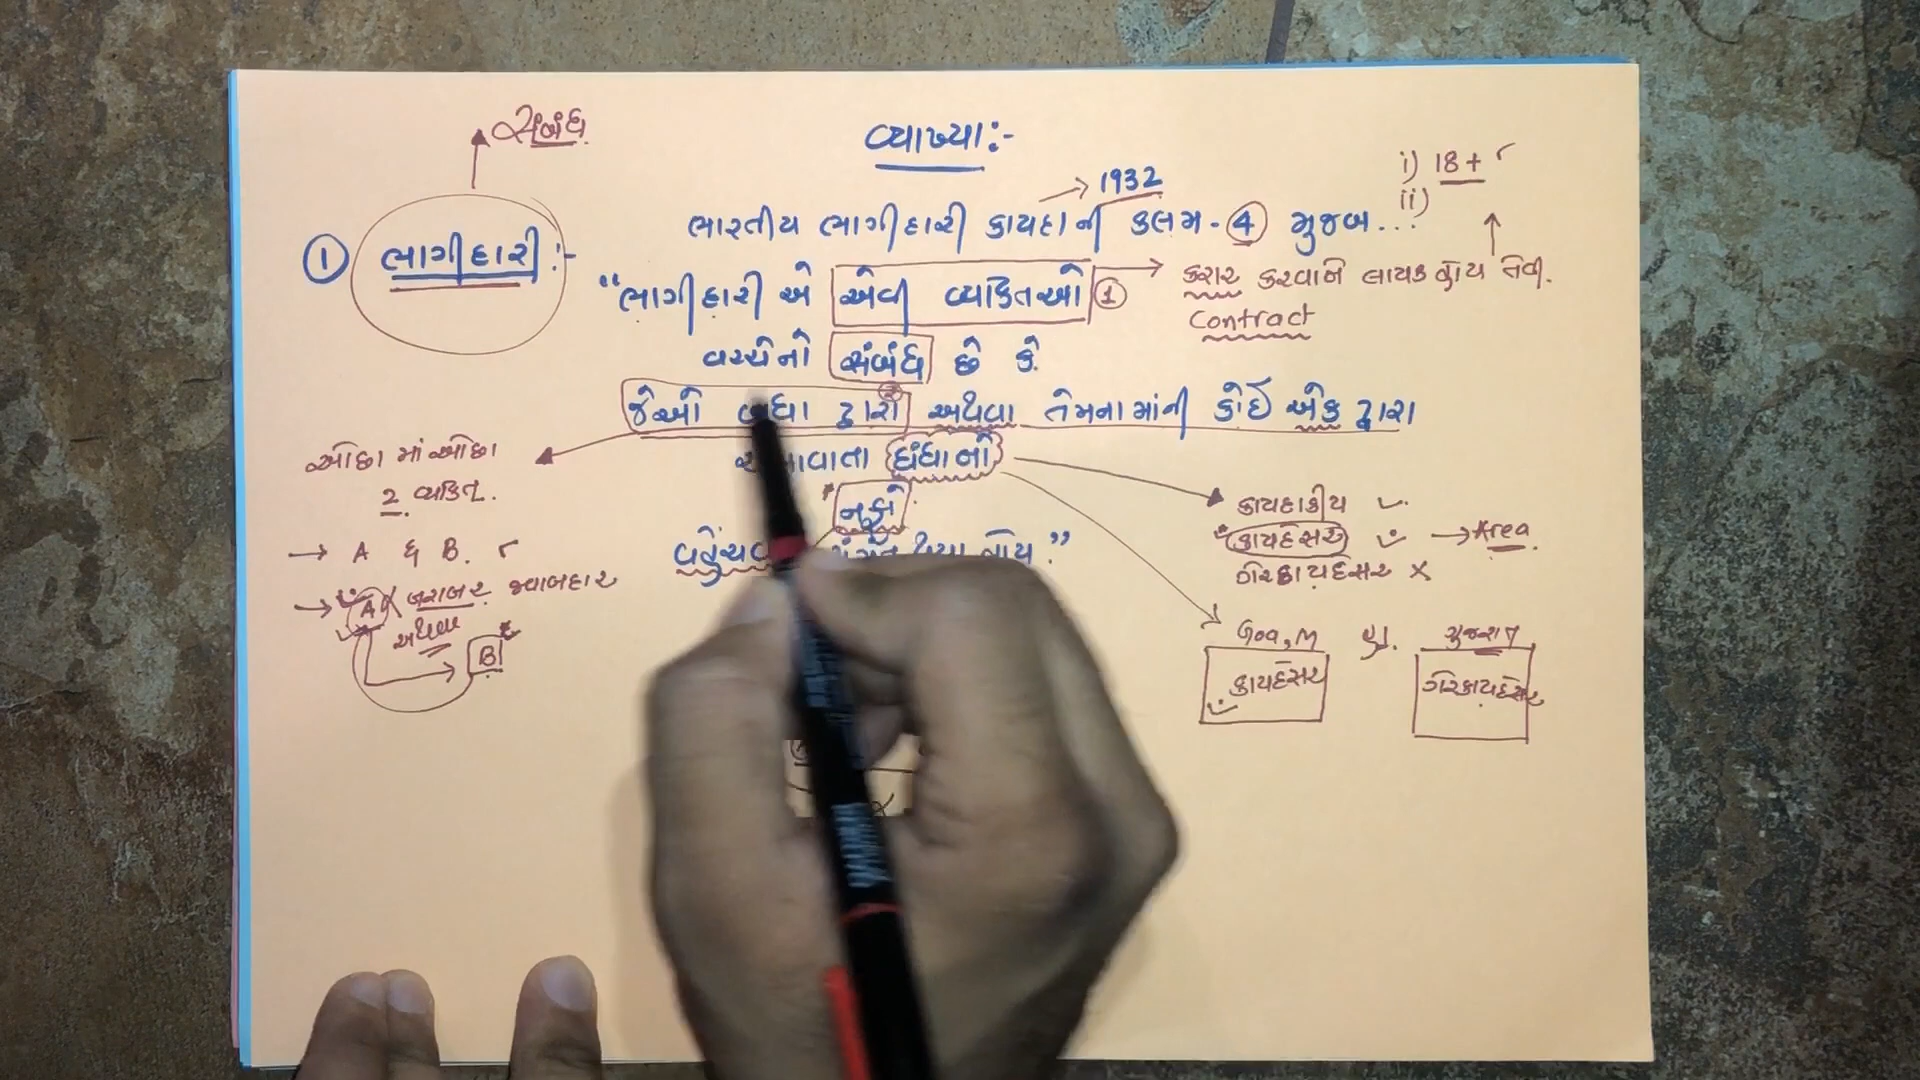 સંબંધ
વ્યાખ્યા:-
i) 18+
ii)
1932
ભારતીય ભાગીદારી કાયદાની કલમ-4 મુજબ...
① ભાગીદારી:-
"ભાગીદારી એ એવી વ્યક્તિઓ ①
કરાર કરવાને લાયક હોય તેવી.
Contract
વચ્ચેનો સંબંધ છે કે
જેઓ બધા દ્વારા અથવા તેમનામાંની કોઈ એક દ્વારા
ધંધાનો
નફો
હોય."
ઓછામાં ઓછા
2 વ્યક્તિ.
→ A & B.
→ A બરાબર જવાબદાર
અથવા
B
કાયદાકીય
કાયદેસર → Area
ગેરકાયદેસર ×
Goa, M
ગુજરાત
કાયદેસર
ગેરકાયદેસર